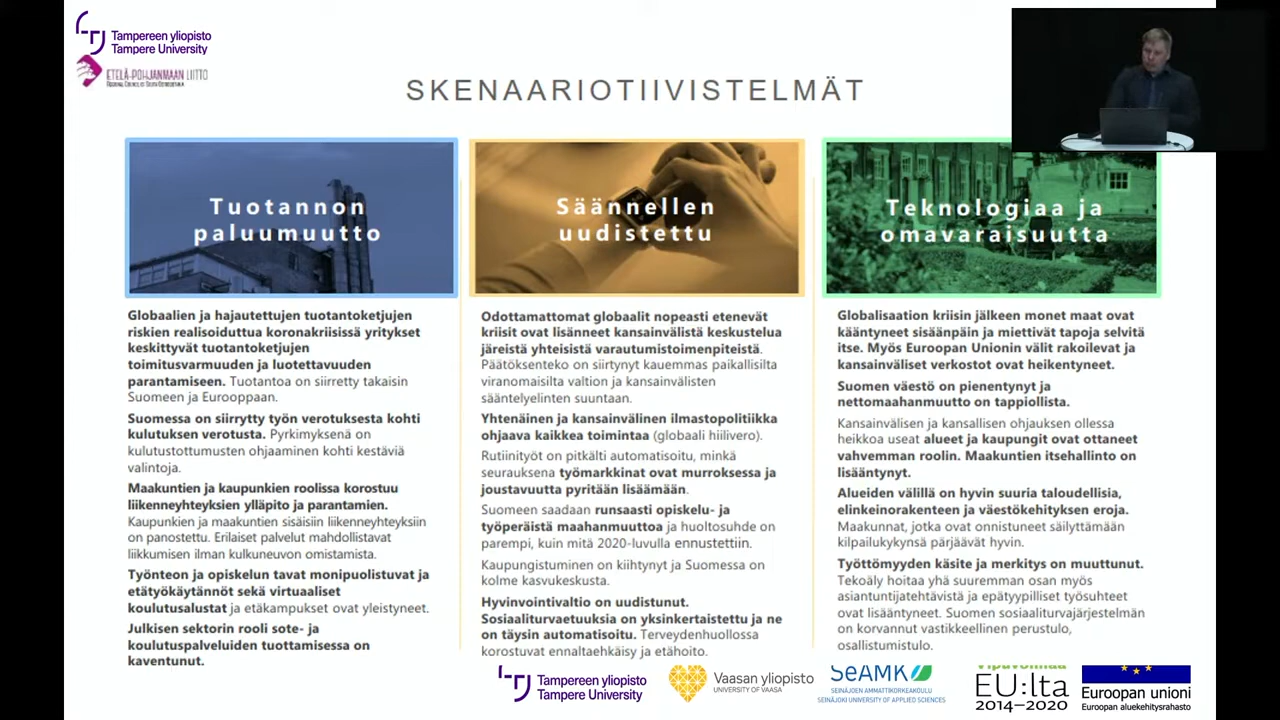 Tampereen yliopisto
Tampere University
ETELÄ-POHJANMAAN LIITTO
SKENAARIOTIIVISTELMÄT
Tuotannon
paluumuutto
Globaalien ja hajautettujen tuotantoketjujen
riskien realisoiduttua koronakriisissä yritykset
keskittyvät tuotantoketjujen
toimitusvarmuuden ja luotettavuuden
parantamiseen. Tuotantoa on siirretty takaisin
Suomeen ja Eurooppaan.
Suomessa on siirrytty työn verotuksesta kohti
kulutuksen verotusta. Pyrkimyksenä on
kulutustottumusten ohjaaminen kohti kestäviä
valintoja.
Maakuntien ja kaupunkien roolissa korostuu
liikenneyhteyksien ylläpito ja parantamien.
Kaupunkien ja maakuntien sisäisiin liikenneyhteyksiin
on panostettu. Erilaiset palvelut mahdollistavat
liikkumisen ilman kulkuneuvon omistamista.
Työnteon ja opiskelun tavat monipuolistuvat ja
etätyökäytännöt sekä virtuaaliset
koulutusalustat ja etäkampukset ovat yleistyneet.
Julkisen sektorin rooli sote- ja
koulutuspalveluiden tuottamisessa on
kaventunut.
Säännellen
uudistettu
Odottamattomat globaalit nopeasti etenevät
kriisit ovat lisänneet kansainvälistä keskustelua
järeistä yhteisistä varautumistoimenpiteistä.
Päätöksenteko on siirtynyt kauemmas paikallisilta
viranomaisilta valtion ja kansainvälisten
sääntelyelinten suuntaan.
Yhtenäinen ja kansainvälinen ilmastopolitiikka
ohjaava kaikkea toimintaa (globaali hiilivero).
Rutiinityöt on pitkälti automatisoitu, minkä
seurauksena työmarkkinat ovat murroksessa ja
joustavuutta pyritään lisäämään.
Suomeen saadaan runsaasti opiskelu- ja
työperäistä maahanmuuttoa ja huoltosuhde on
parempi, kuin mitä 2020-luvulla ennustettiin.
Kaupungistuminen on kiihtynyt ja Suomessa on
kolme kasvukeskusta.
Hyvinvointivaltio on uudistunut.
Sosiaaliturvaetuuksia on yksinkertaistettu ja ne
on täysin automatisoitu. Terveydenhuollossa
korostuvat ennaltaehkäisy ja etähoito.
Teknologiaa ja
omavaraisuutta
Globalisaation kriisin jälkeen monet maat ovat
kääntyneet sisäänpäin ja miettivät tapoja selvitä
itse. Myös Euroopan Unionin välit rakoilevat ja
kansainväliset verkostot ovat heikentyneet.
Suomen väestö on pienentynyt ja
nettomaahanmuutto on tappiollista.
Kansainvälisen ja kansallisen ohjauksen ollessa
heikkoa useat alueet ja kaupungit ovat ottaneet
vahvemman roolin. Maakuntien itsehallinto on
lisääntynyt.
Alueiden välillä on hyvin suuria taloudellisia,
elinkeinorakenteen ja väestökehityksen eroja.
Maakunnat, jotka ovat onnistuneet säilyttämään
kilpailukykynsä pärjäävät hyvin.
Työttömyyden käsite ja merkitys on muuttunut.
Tekoäly hoitaa yhä suuremman osan myös
asiantuntijatehtävistä ja epätyypilliset työsuhteet
ovat lisääntyneet. Suomen sosiaaliturvajärjestelmän
on korvannut vastikkeellinen perustulo,
osallistumistulo.
Tampereen yliopisto
Tampere University
Vaasan yliopisto
UNIVERSITY OF VAASA
SeAMK
SEINÄJOEN AMMATTIKORKEAKOULU
SEINÄJOKI UNIVERSITY OF APPLIED SCIENCES
Vipuvoimaa
EU:lta
2014–2020
Euroopan unioni
Euroopan aluekehitysrahasto